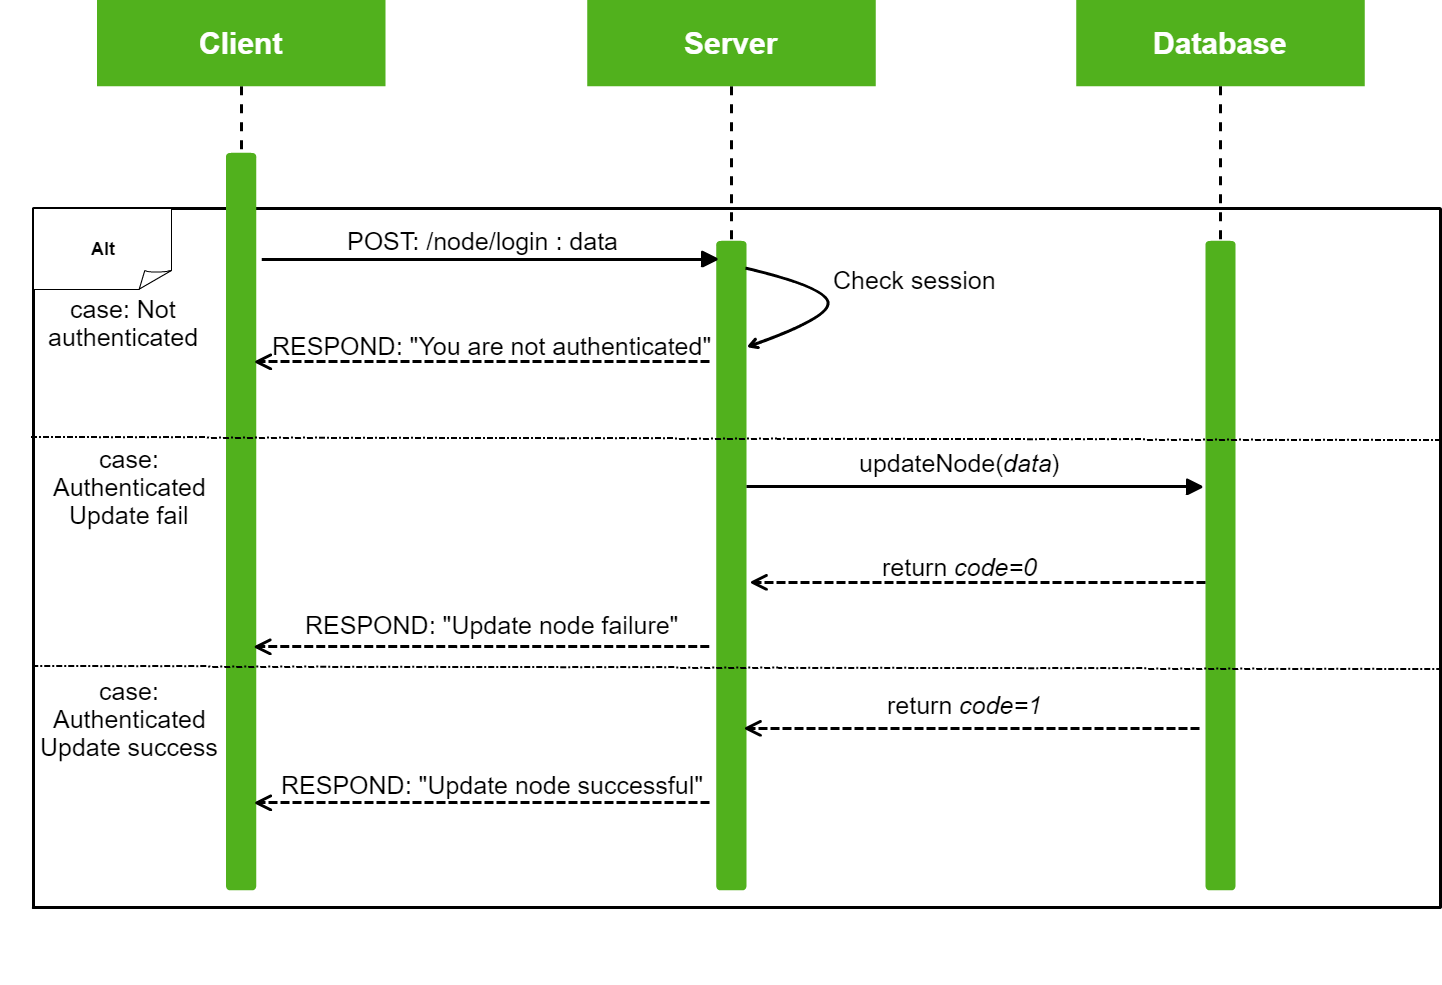 Client
Server
Database
Alt
POST: /node/login : data
Check session
case: Not
authenticated
RESPOND: "You are not authenticated"
case:
Authenticated
Update fail
updateNode(data)
return code=0
RESPOND: "Update node failure"
case:
Authenticated
Update success
return code=1
RESPOND: "Update node successful"